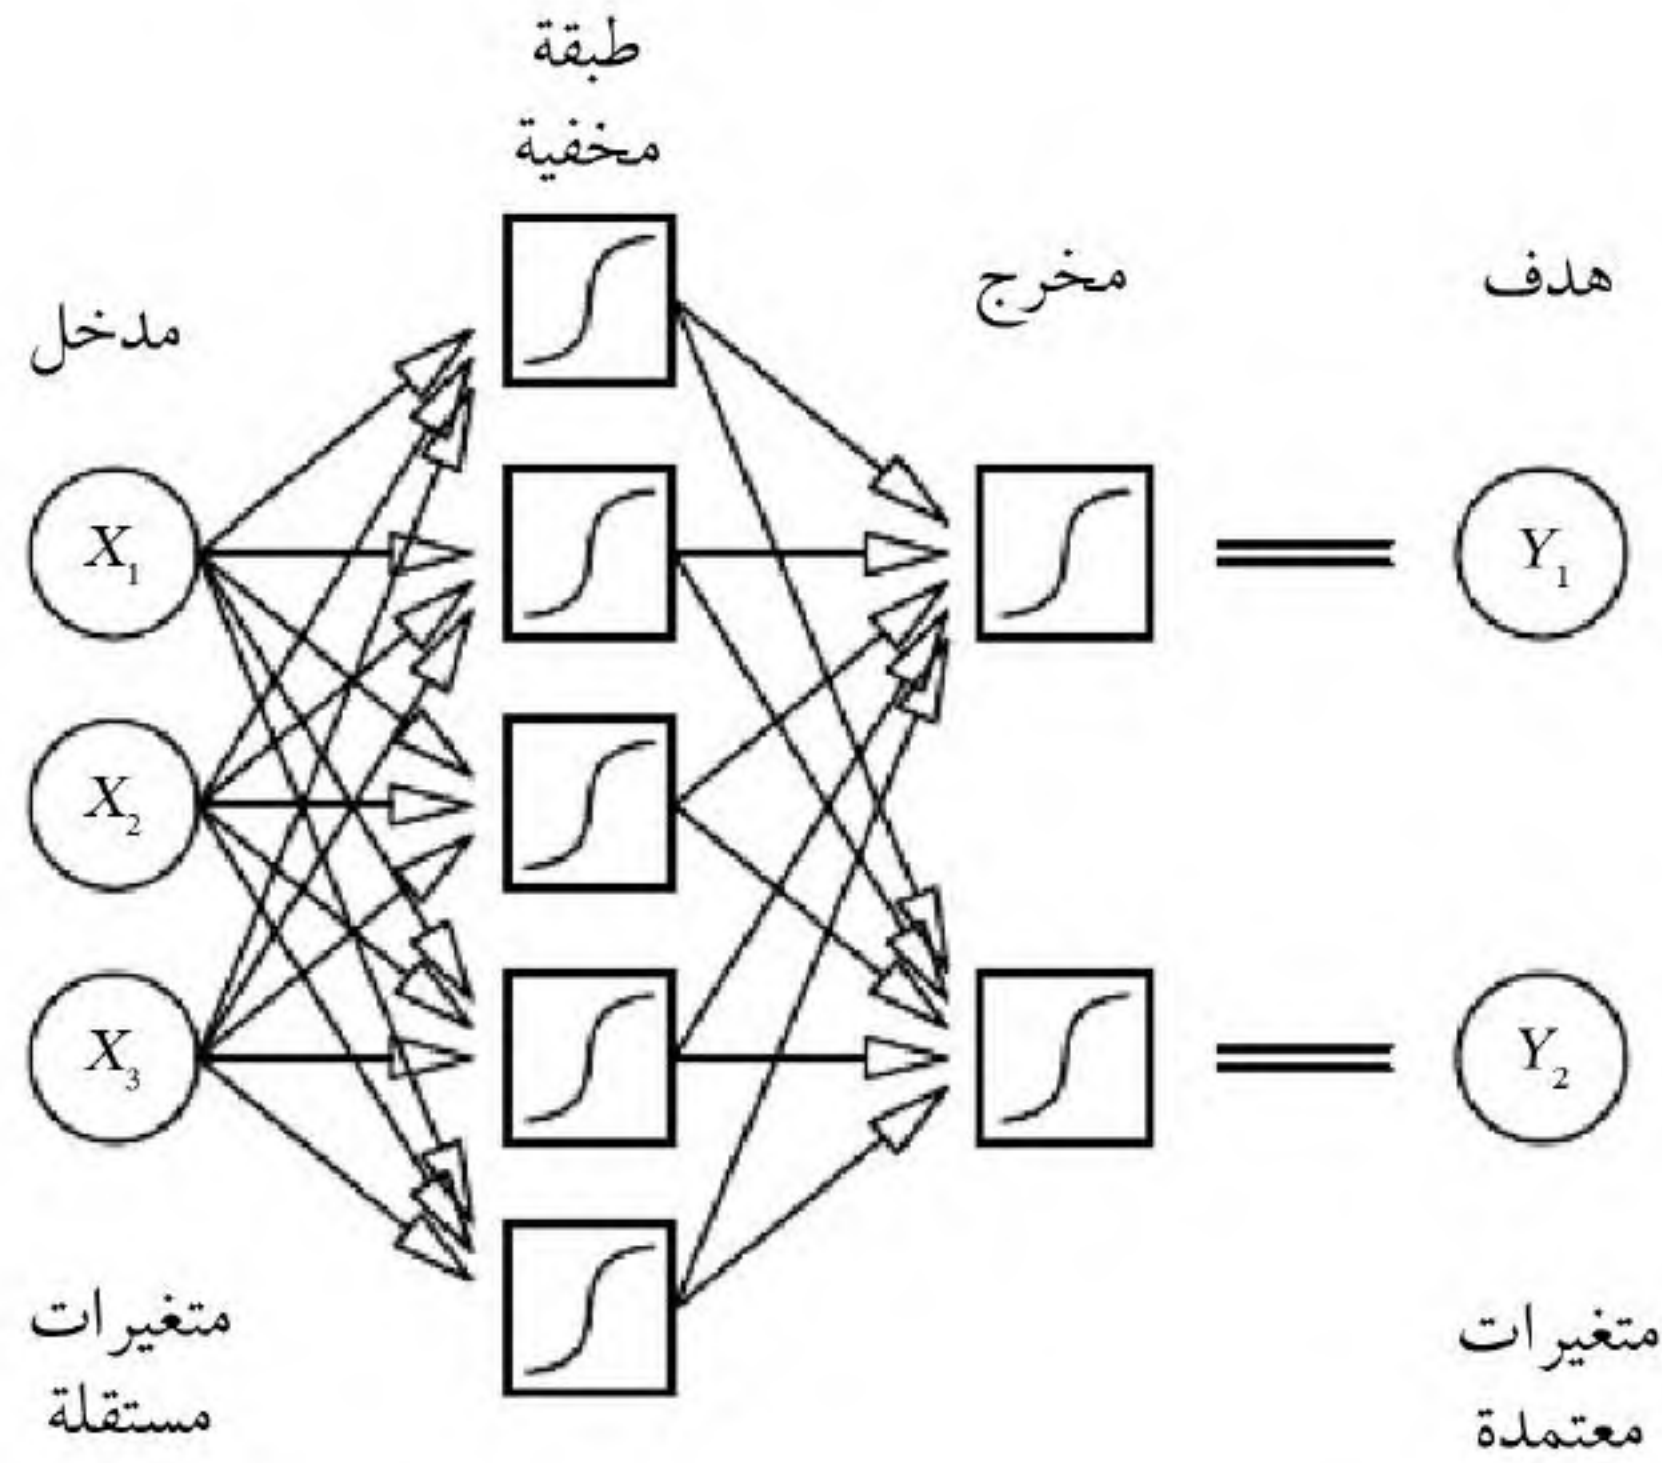 طبقة
مخفية
هدف
مخرج
مدخل
X₁
Y₁
X₂
X₃
Y₂
متغيرات
مستقلة
متغيرات
معتمدة